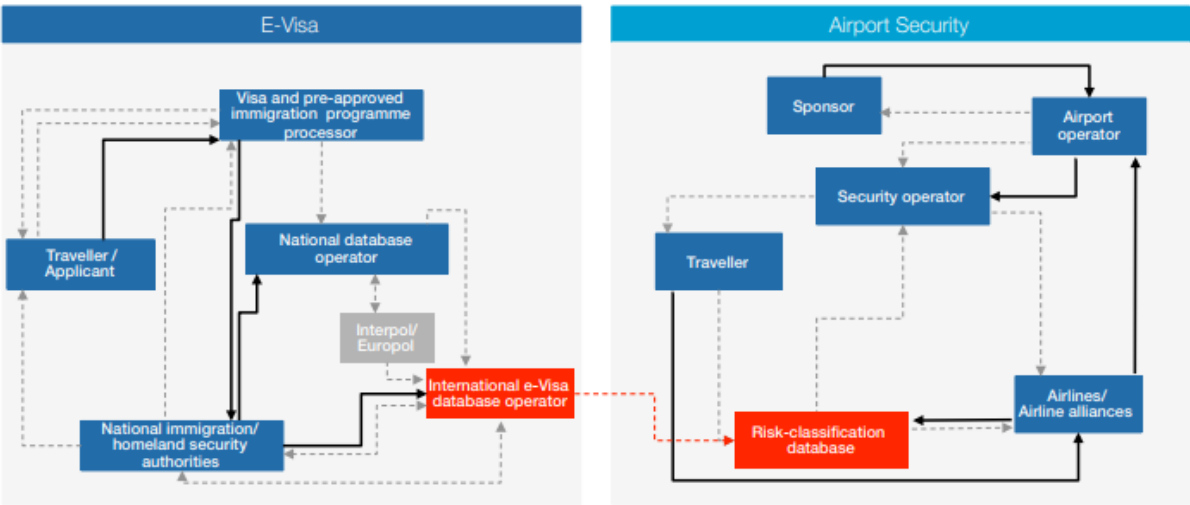 E-Visa
Visa and pre-approved
immigration programme
processor
Traveller /
Applicant
National database
operator
Interpol/
Europol
International e-Visa
database operator
National immigration/
homeland security
authorities
Airport Security
Sponsor
Airport
operator
Security operator
Traveller
Airlines/
Airline alliances
Risk-classification
database